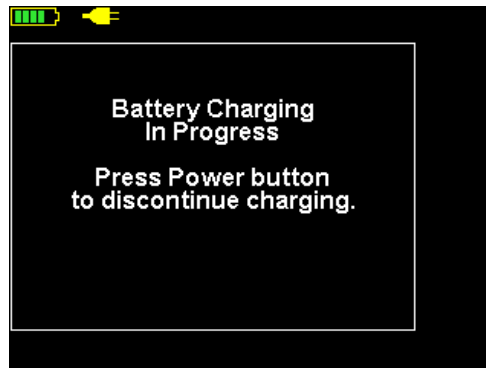 Battery Charging
In Progress
Press Power button
to discontinue charging.